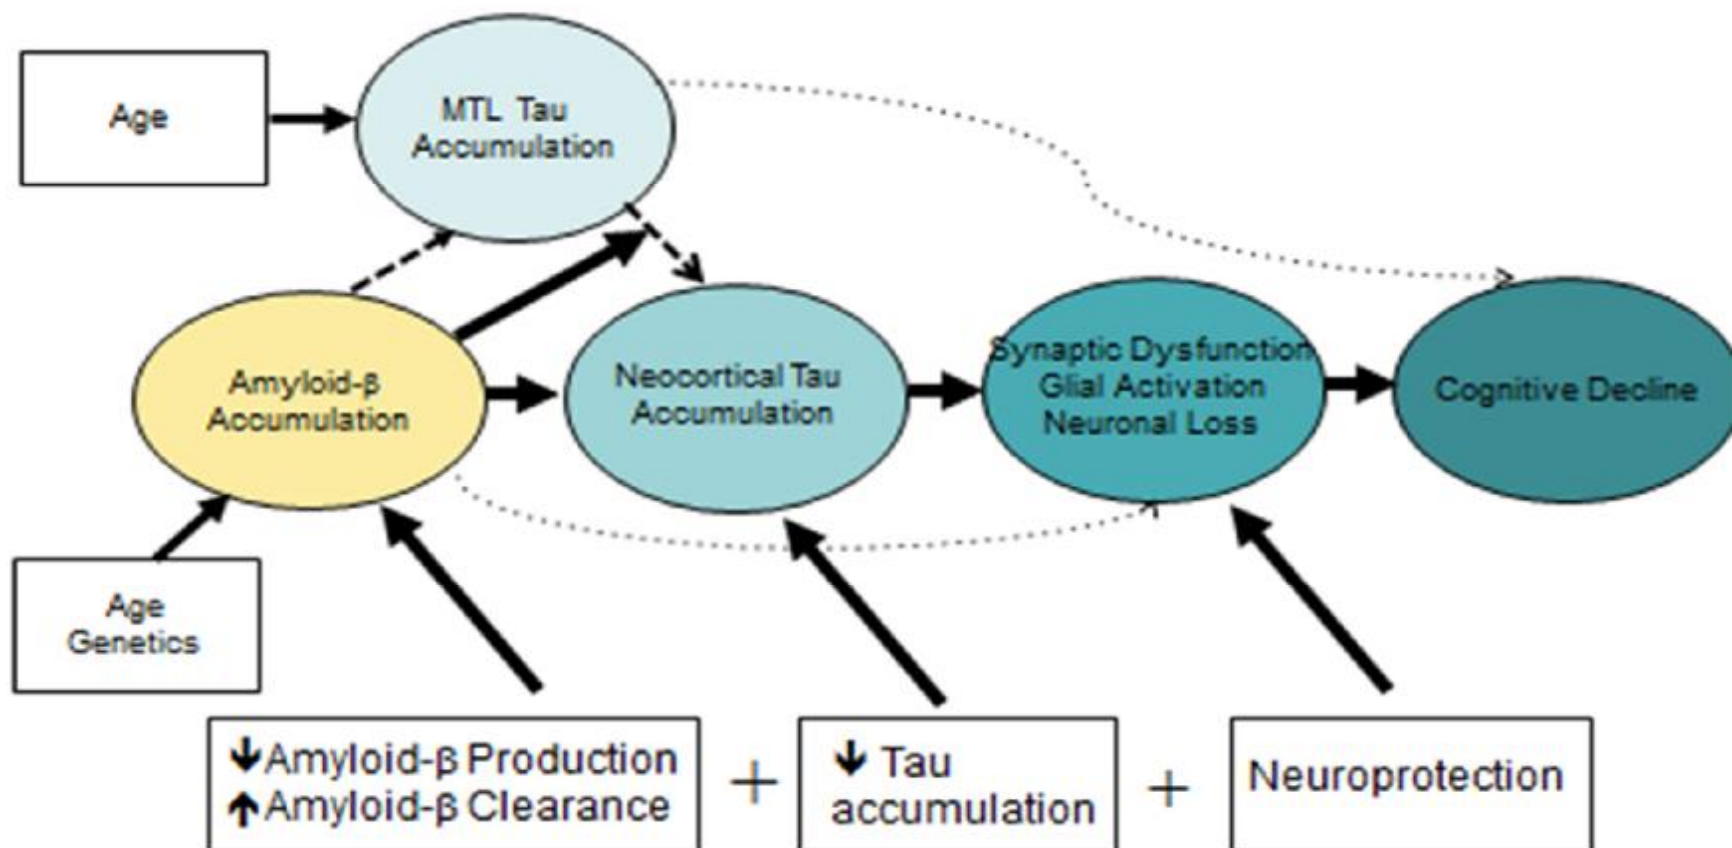 Age
MTL Tau
Accumulation
Amyloid-β
Accumulation
Neocortical Tau
Accumulation
Synaptic Dysfunction
Glial Activation
Neuronal Loss
Cognitive Decline
Age
Genetics
↓Amyloid-β Production
↑Amyloid-β Clearance
+
↓ Tau
accumulation
+
Neuroprotection